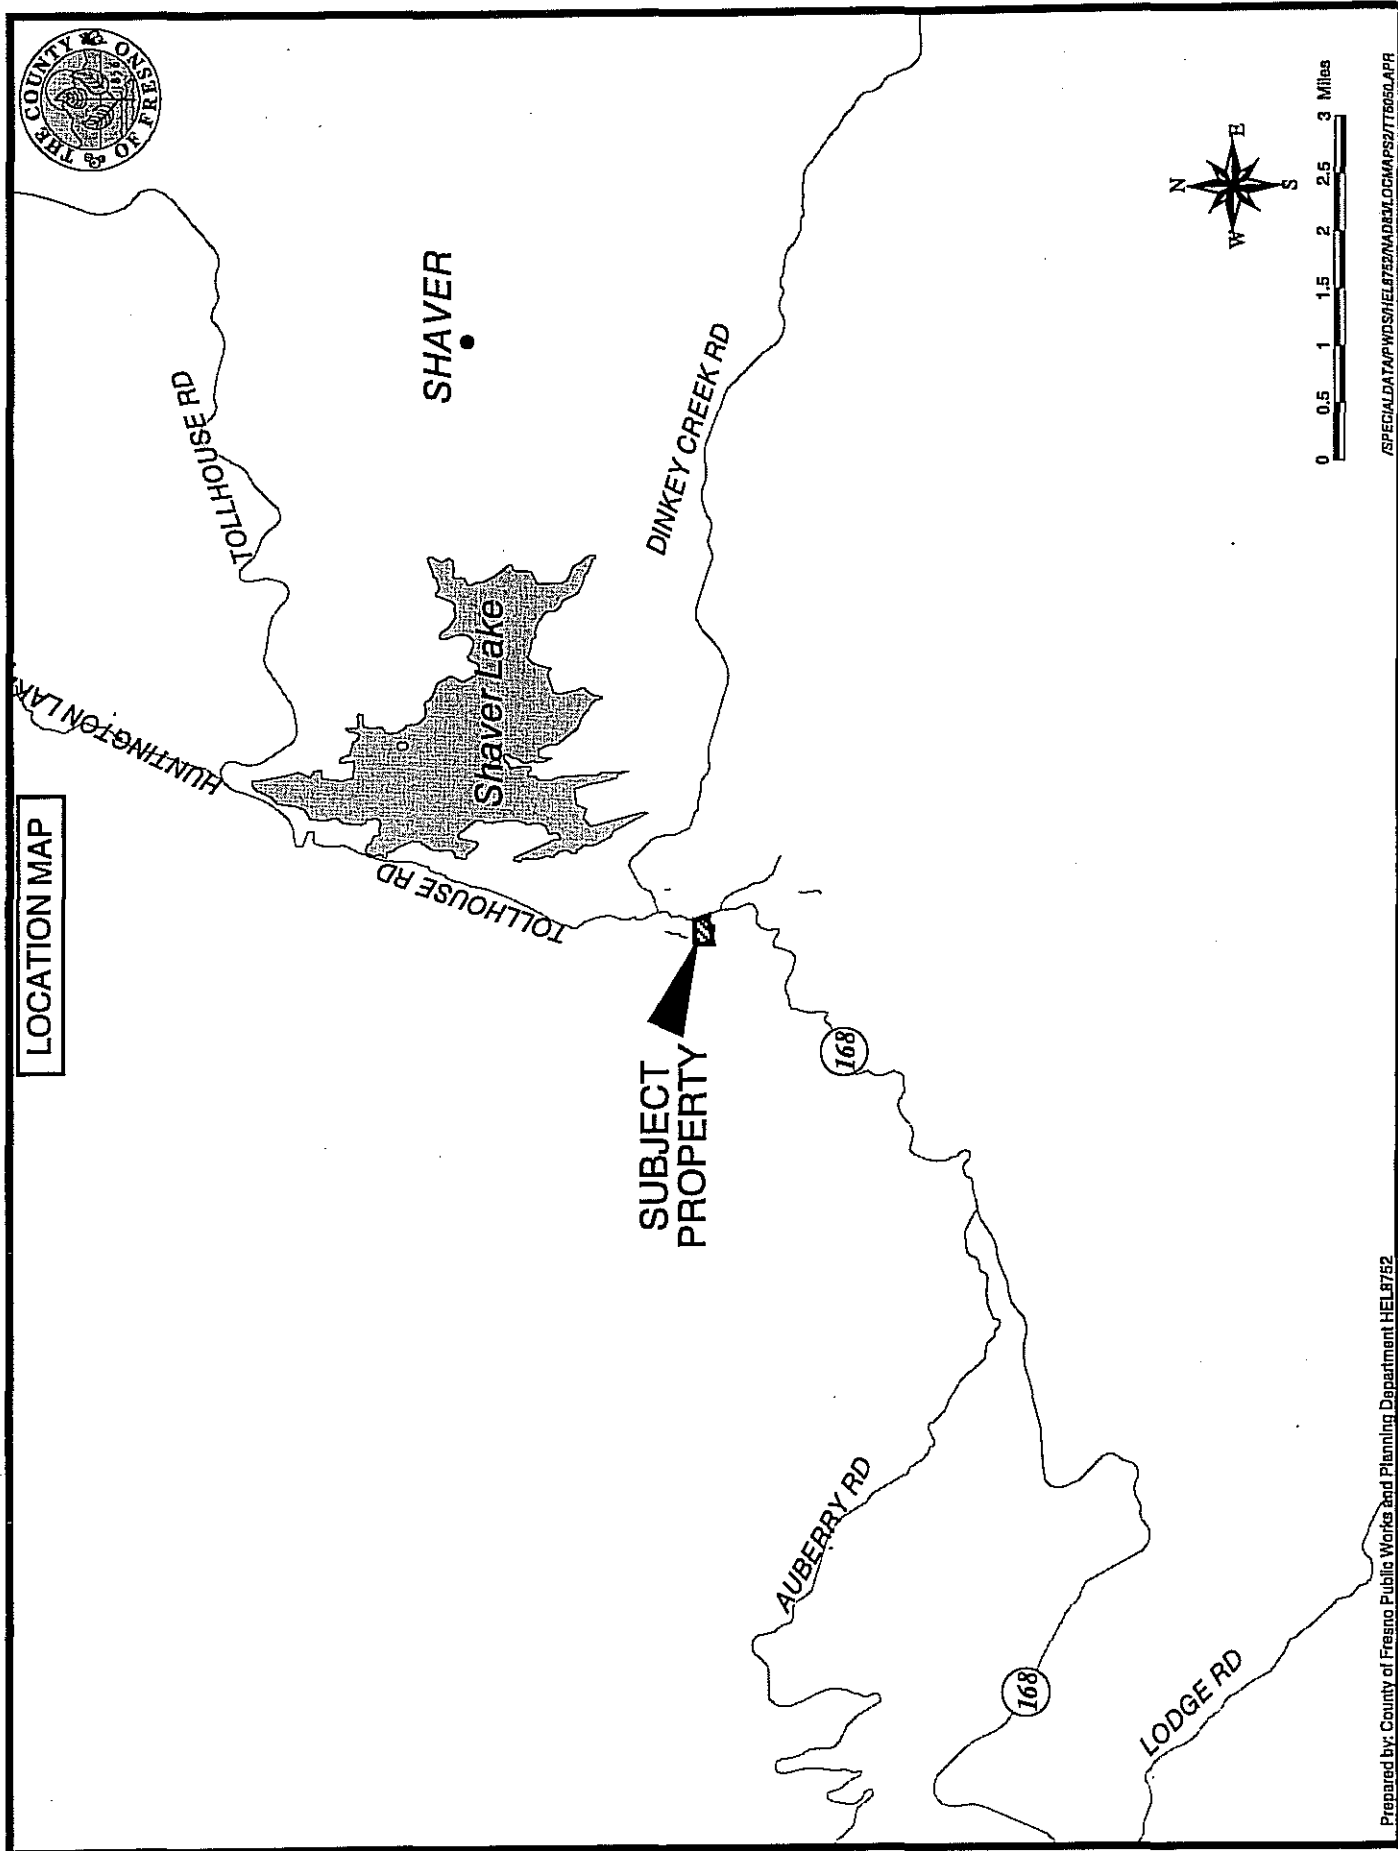 LOCATION MAP
THE COUNTY
OF FRESNO
HUNTINGTON LAK
TOLLHOUSE RD
TOLLHOUSE RD
SHAVER
Shaver Lake
DINKEY CREEK RD
SUBJECT
PROPERTY
168
AUBERRY RD
168
LODGE RD
N
W E
S
0 0.5 1 1.5 2 2.5 3 Miles
Prepared by: County of Fresno Public Works and Planning Department HEL8752
/SPECIALDATA/PWDS/HEL8752/NAD83/LOCMAPS2/TT6050.APR